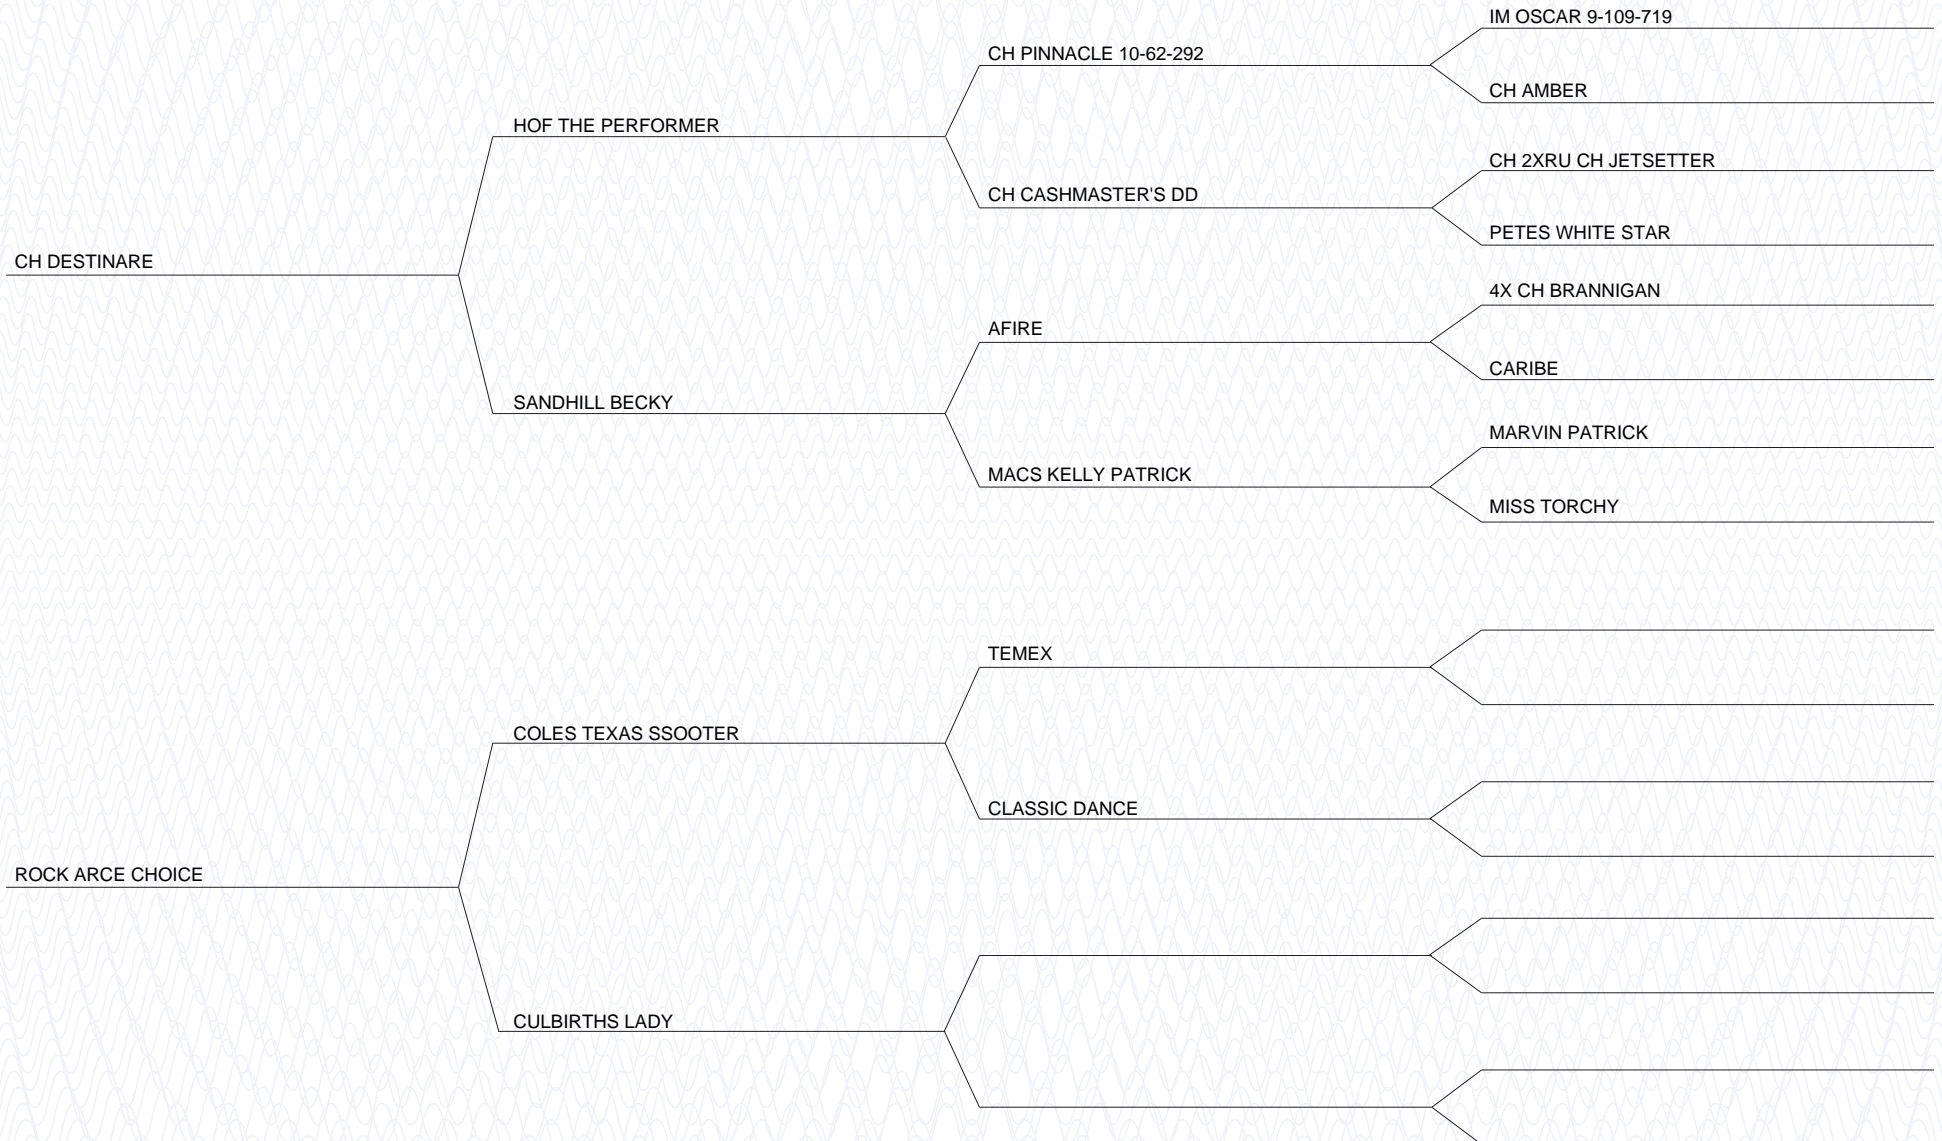 IM OSCAR 9-109-719
CH PINNACLE 10-62-292
CH AMBER
HOF THE PERFORMER
CH 2XRU CH JETSETTER
CH CASHMASTER'S DD
PETES WHITE STAR
CH DESTINARE
4X CH BRANNIGAN
AFIRE
CARIBE
SANDHILL BECKY
MARVIN PATRICK
MACS KELLY PATRICK
MISS TORCHY
TEMEX
COLES TEXAS SSOOTER
CLASSIC DANCE
ROCK ARCE CHOICE
CULBIRTHS LADY